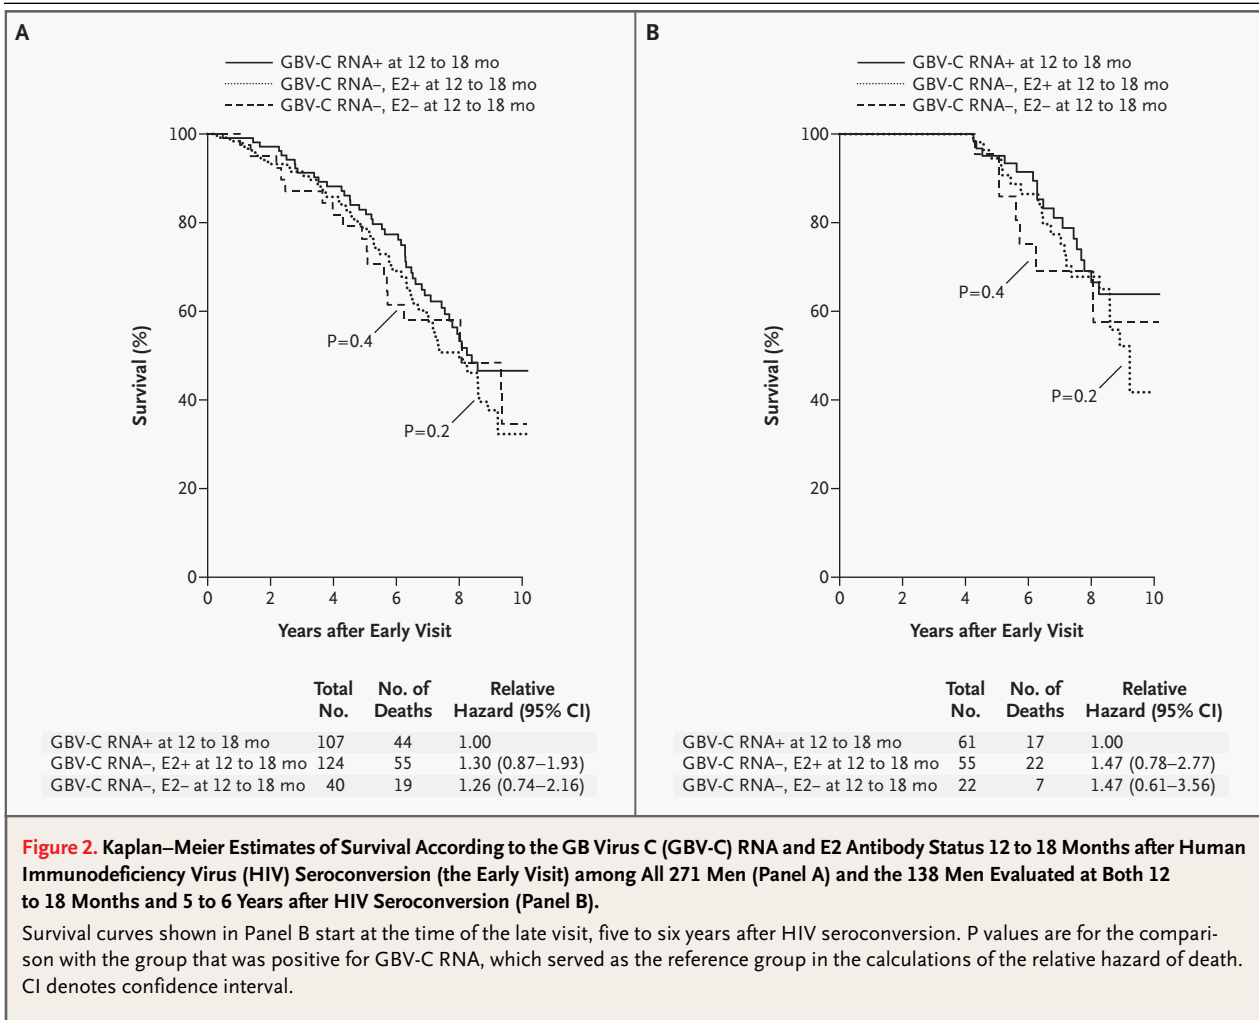 A
GBV-C RNA+ at 12 to 18 mo
GBV-C RNA–, E2+ at 12 to 18 mo
GBV-C RNA–, E2– at 12 to 18 mo
100
80
60
40
20
0
Survival (%)
P=0.4
P=0.2
0 2 4 6 8 10
Years after Early Visit
Total No. No. of Deaths Relative Hazard (95% CI)
GBV-C RNA+ at 12 to 18 mo 107 44 1.00
GBV-C RNA–, E2+ at 12 to 18 mo 124 55 1.30 (0.87–1.93)
GBV-C RNA–, E2– at 12 to 18 mo 40 19 1.26 (0.74–2.16)
B
GBV-C RNA+ at 12 to 18 mo
GBV-C RNA–, E2+ at 12 to 18 mo
GBV-C RNA–, E2– at 12 to 18 mo
100
80
60
40
20
0
Survival (%)
P=0.4
P=0.2
0 2 4 6 8 10
Years after Early Visit
Total No. No. of Deaths Relative Hazard (95% CI)
GBV-C RNA+ at 12 to 18 mo 61 17 1.00
GBV-C RNA–, E2+ at 12 to 18 mo 55 22 1.47 (0.78–2.77)
GBV-C RNA–, E2– at 12 to 18 mo 22 7 1.47 (0.61–3.56)
Figure 2. Kaplan–Meier Estimates of Survival According to the GB Virus C (GBV-C) RNA and E2 Antibody Status 12 to 18 Months after Human
Immunodeficiency Virus (HIV) Seroconversion (the Early Visit) among All 271 Men (Panel A) and the 138 Men Evaluated at Both 12
to 18 Months and 5 to 6 Years after HIV Seroconversion (Panel B).
Survival curves shown in Panel B start at the time of the late visit, five to six years after HIV seroconversion. P values are for the compari-
son with the group that was positive for GBV-C RNA, which served as the reference group in the calculations of the relative hazard of death.
CI denotes confidence interval.